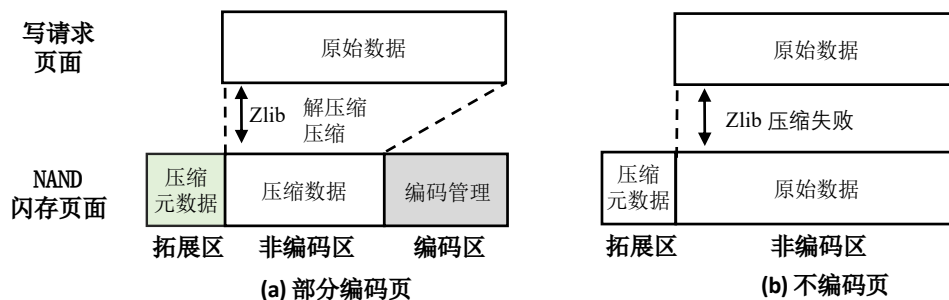 写请求
页面
原始数据
原始数据
Zlib
解压缩
压缩
Zlib 压缩失败
NAND
闪存页面
压缩
元数据
压缩数据
编码管理
压缩
元数据
原始数据
拓展区
非编码区
编码区
拓展区
非编码区
(a) 部分编码页
(b) 不编码页